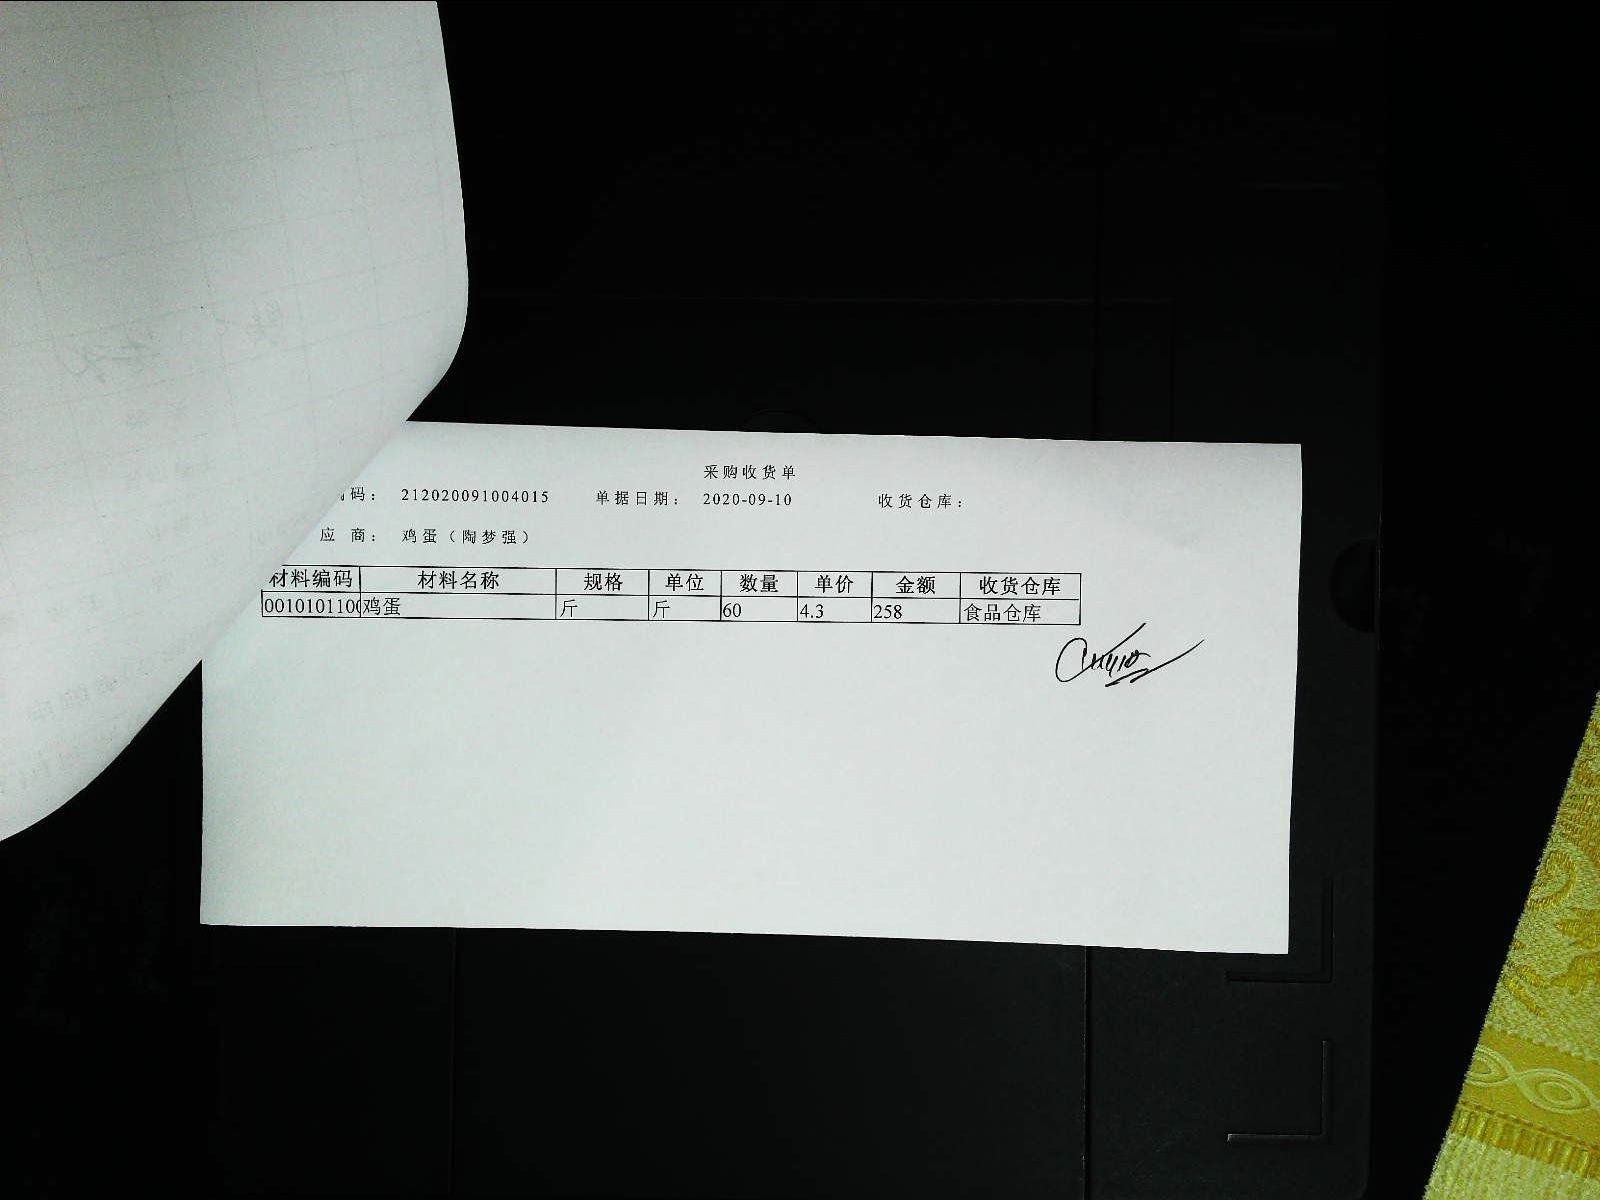 采购收货单
码： 212020091004015 单据日期： 2020-09-10 收货仓库：
应 商： 鸡蛋（陶梦强）
材料编码 材料名称 规格 单位 数量 单价 金额 收货仓库
0010101100 鸡蛋 斤 斤 60 4.3 258 食品仓库